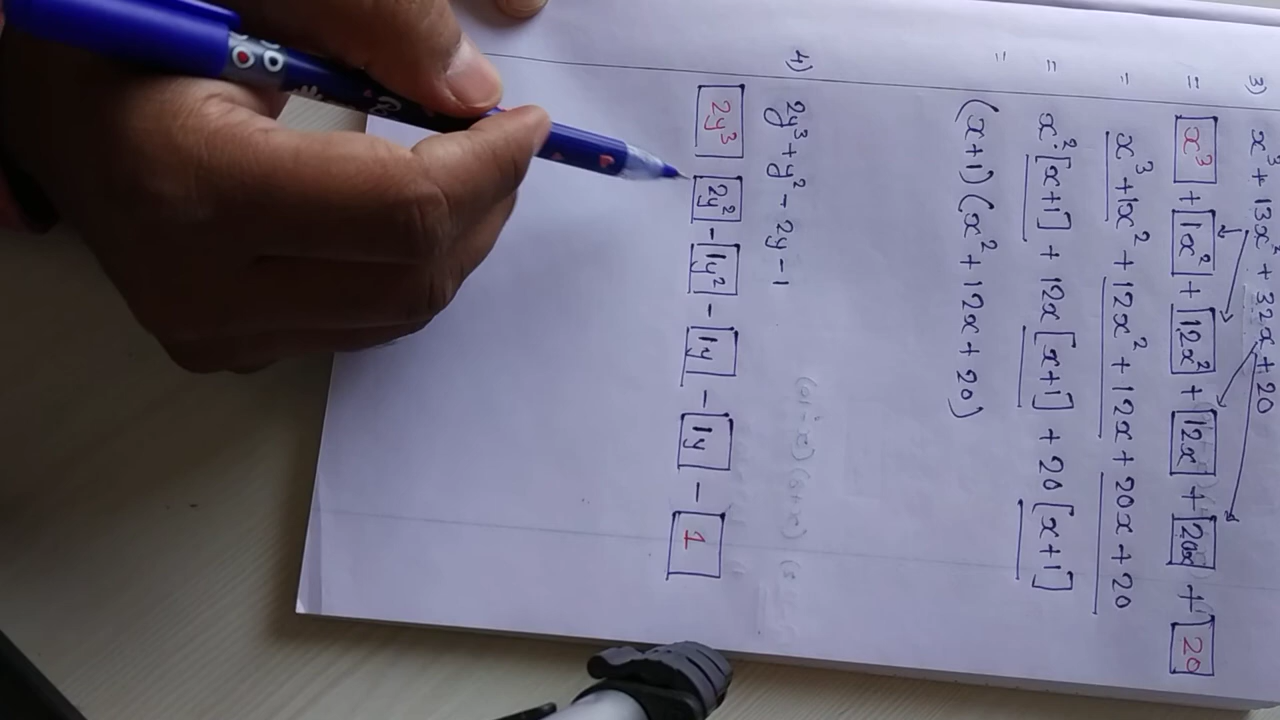 3) x³ + 13x² + 32x + 20
= x³ + 1x² + 12x² + 12x + 20x + 20
= x³ + 1x² + 12x² + 12x + 20x + 20
= x² [x+1] + 12x [x+1] + 20 [x+1]
= (x+1) (x² + 12x + 20)
4) 2y³ + y² - 2y - 1
2y³ 2y² - 1y² - 1y - 1y - 1